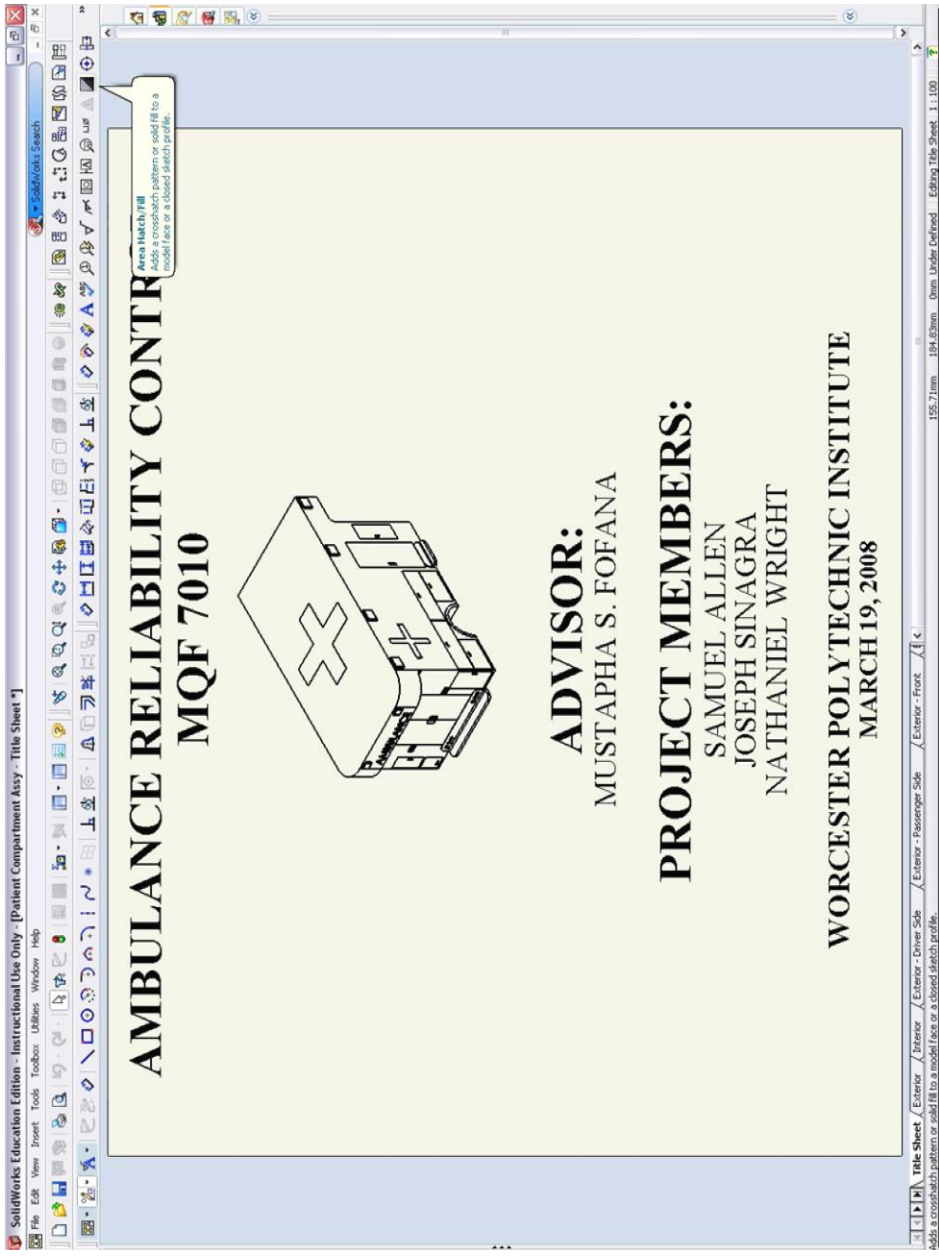 SolidWorks Education Edition - Instructional Use Only - [Patient Compartment Assy - Title Sheet *]
File Edit View Insert Tools Toolbox Utilities Window Help
SolidWorks Search
Area Hatch/Fill
Adds a crosshatch pattern or solid fill to a
model face or a closed sketch profile.
AMBULANCE RELIABILITY CONTR
MQF 7010
AMBULANCE
ADVISOR:
MUSTAPHA S. FOFANA
PROJECT MEMBERS:
SAMUEL ALLEN
JOSEPH SINAGRA
NATHANIEL WRIGHT
WORCESTER POLYTECHNIC INSTITUTE
MARCH 19, 2008
Title Sheet Exterior Interior Exterior - Driver Side Exterior - Passenger Side Exterior - Front
Adds a crosshatch pattern or solid fill to a model face or a closed sketch profile. 155.71mm 184.83mm 0mm Under Defined Editing Title Sheet 1 : 100